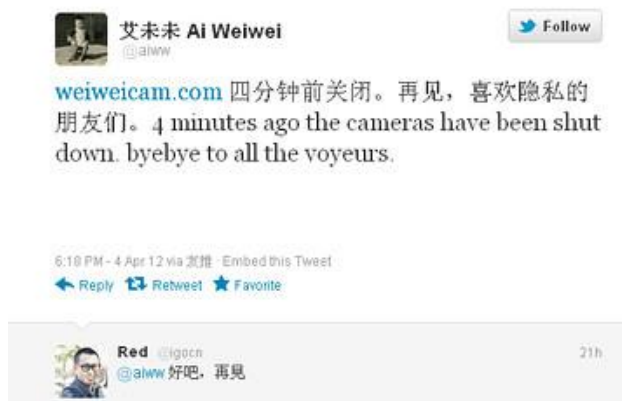 艾未未 Ai Weiwei
@aiww
Follow
weiweicam.com 四分钟前关闭。再见，喜欢隐私的
朋友们。4 minutes ago the cameras have been shut
down. byebye to all the voyeurs.
6:18 PM - 4 Apr 12 via 友推 · Embed this Tweet
Reply Retweet Favorite
Red @igocn
21h
@aiww 好吧，再見